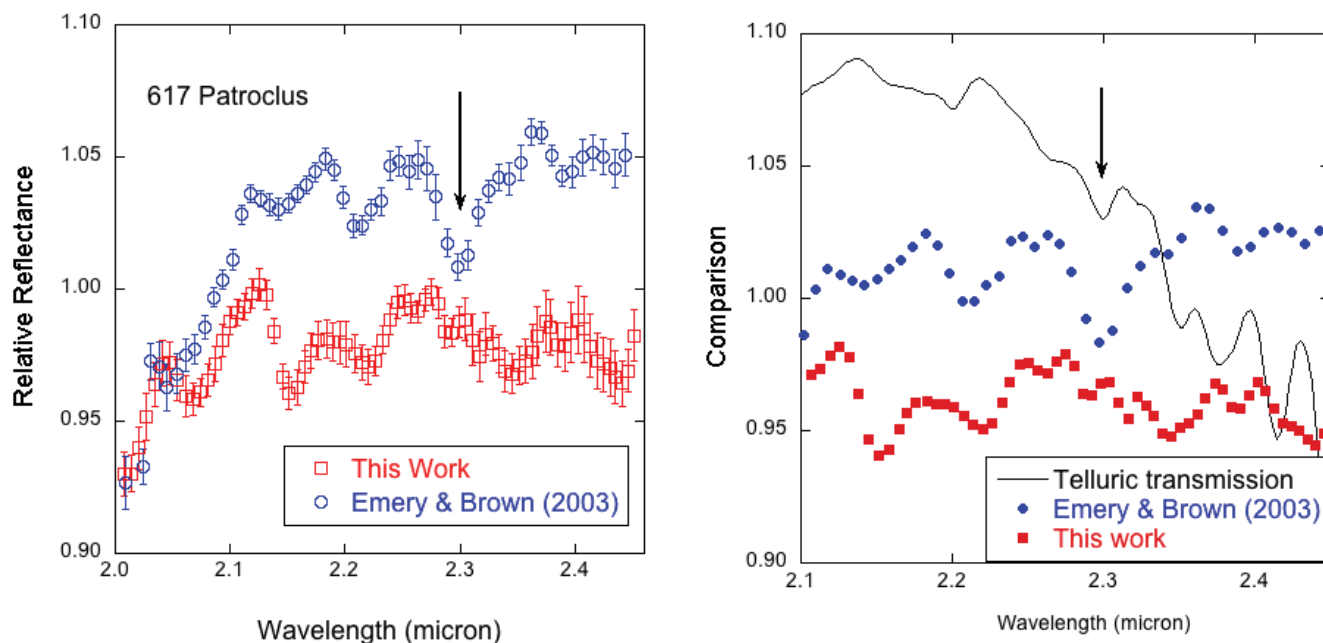 1.10
617 Patroclus
1.05
1.00
0.95
0.90
2.0
2.1
2.2
2.3
2.4
Relative Reflectance
Wavelength (micron)
This Work
Emery & Brown (2003)
1.10
1.05
1.00
0.95
0.90
2.1
2.2
2.3
2.4
Comparison
Wavelength (micron)
Telluric transmission
Emery & Brown (2003)
This work